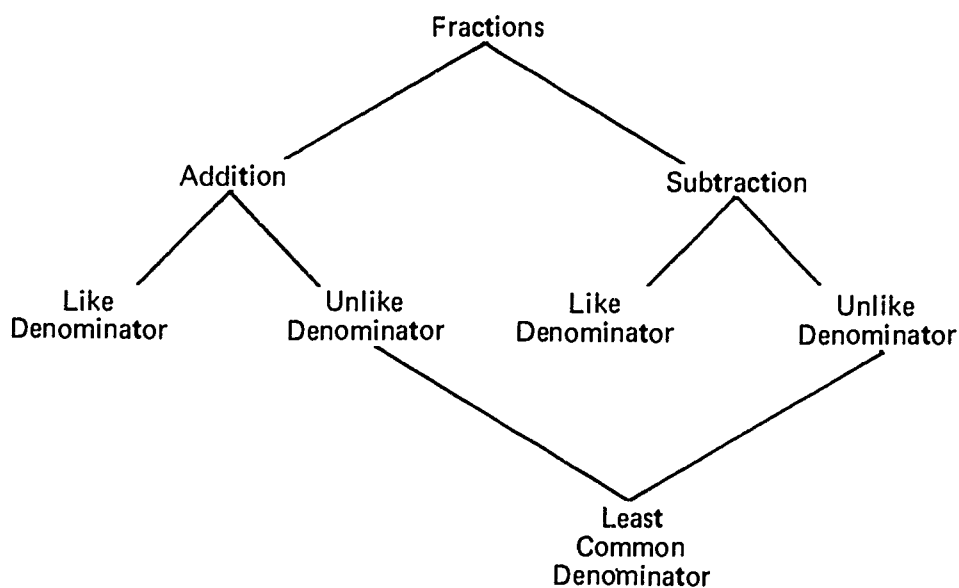 Fractions
Addition
Subtraction
Like
Denominator
Unlike
Denominator
Like
Denominator
Unlike
Denominator
Least
Common
Denominator